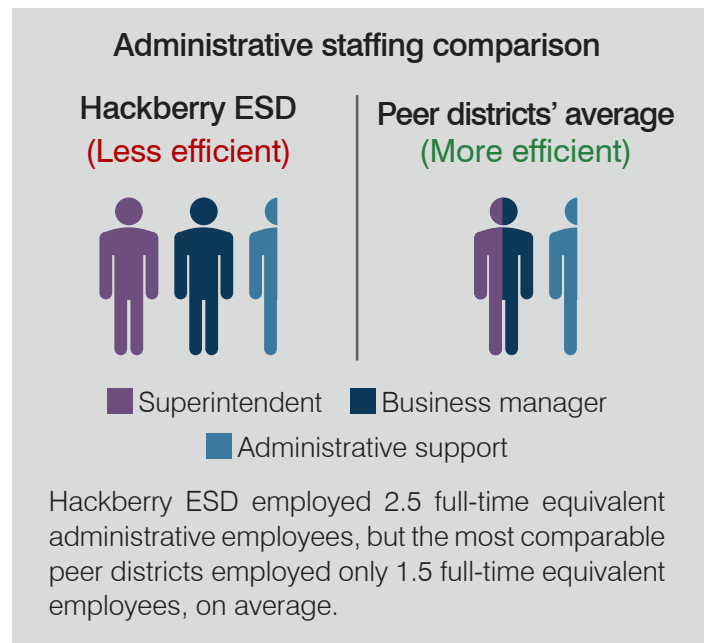 Administrative staffing comparison
Hackberry ESD
(Less efficient)
Peer districts’ average
(More efficient)
Superintendent
Business manager
Administrative support
Hackberry ESD employed 2.5 full-time equivalent
administrative employees, but the most comparable
peer districts employed only 1.5 full-time equivalent
employees, on average.